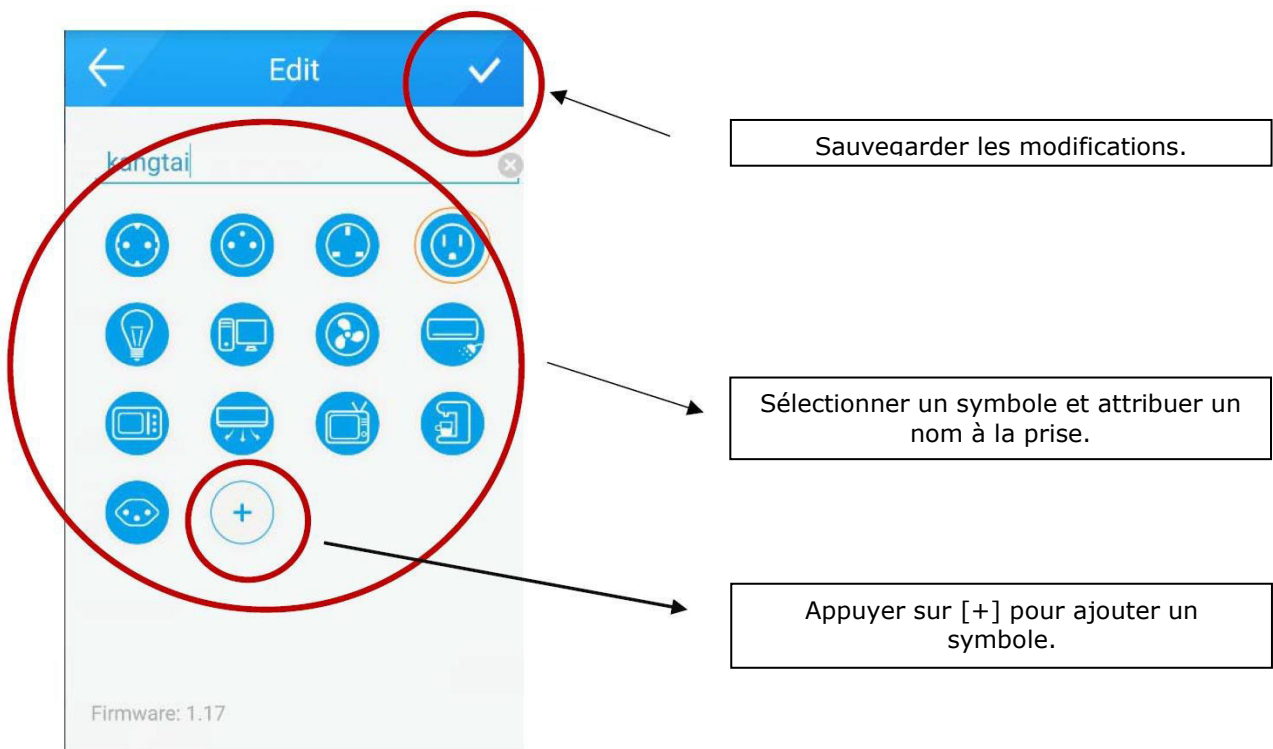 Edit
Sauvegarder les modifications.
kangtai
Sélectionner un symbole et attribuer un
nom à la prise.
+
Appuyer sur [+] pour ajouter un
symbole.
Firmware: 1.17